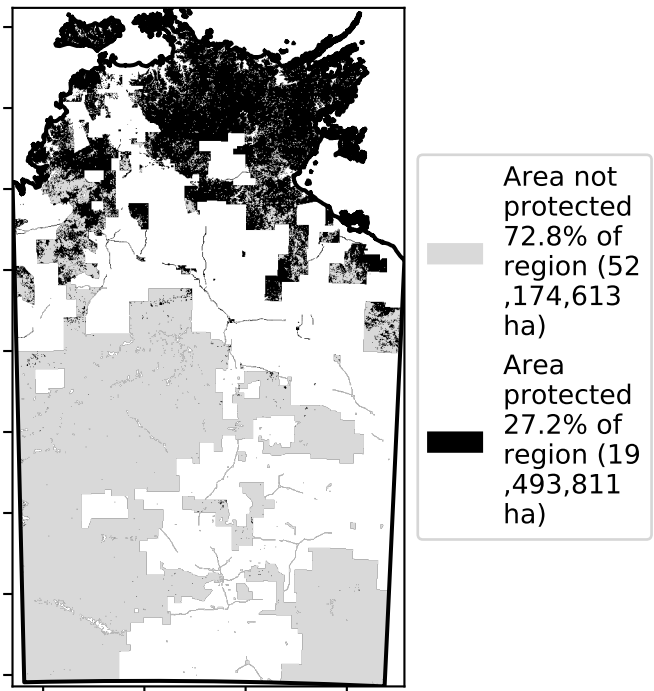 Area not
protected
72.8% of
region (52
,174,613
ha)
Area
protected
27.2% of
region (19
,493,811
ha)